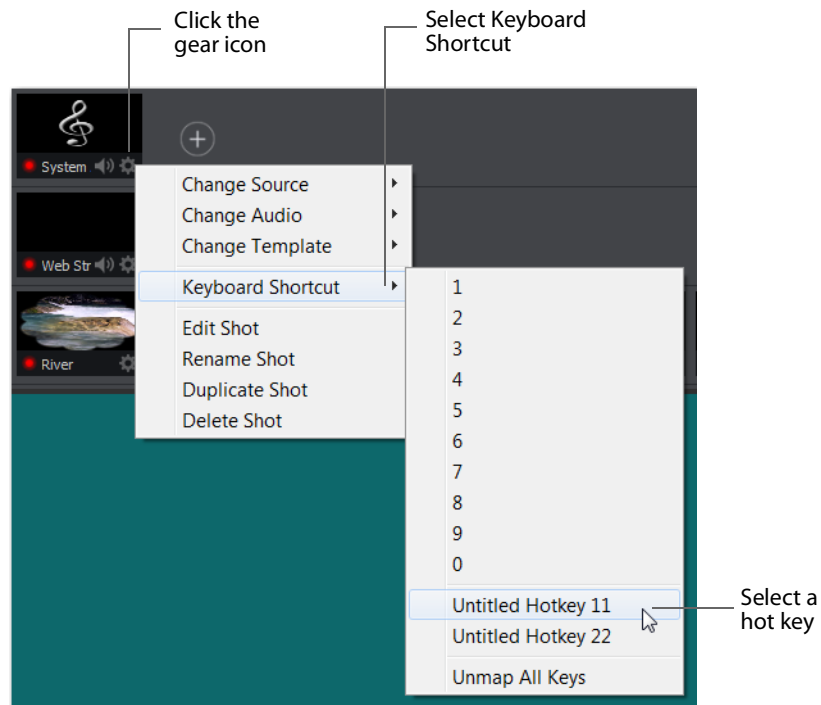 Click the
gear icon
Select Keyboard
Shortcut
System
Change Source
Change Audio
Change Template
Web Str
Keyboard Shortcut
Edit Shot
River
Rename Shot
Duplicate Shot
Delete Shot
1
2
3
4
5
6
7
8
9
0
Untitled Hotkey 11
Untitled Hotkey 22
Unmap All Keys
Select a
hot key